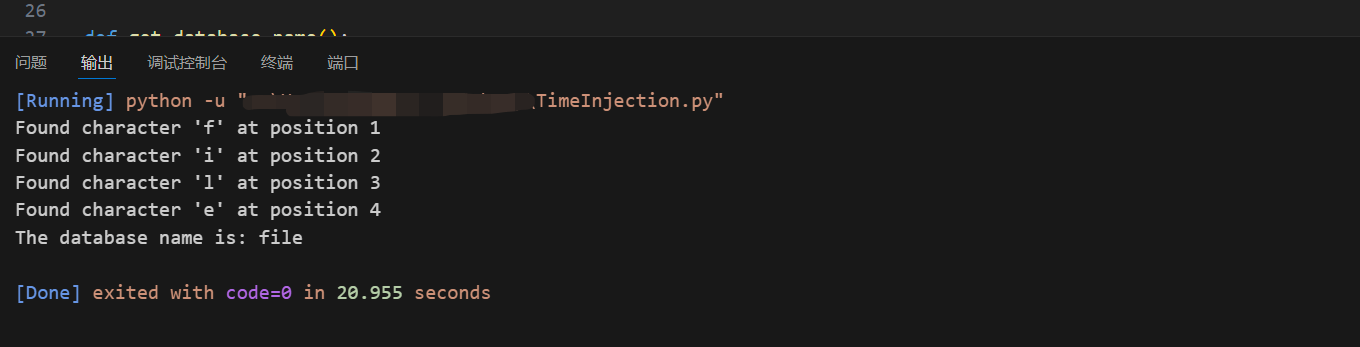 26
27 def get_database_name():
问题 输出 调试控制台 终端 端口
[Running] python -u "\TimeInjection.py"
Found character 'f' at position 1
Found character 'i' at position 2
Found character 'l' at position 3
Found character 'e' at position 4
The database name is: file
[Done] exited with code=0 in 20.955 seconds